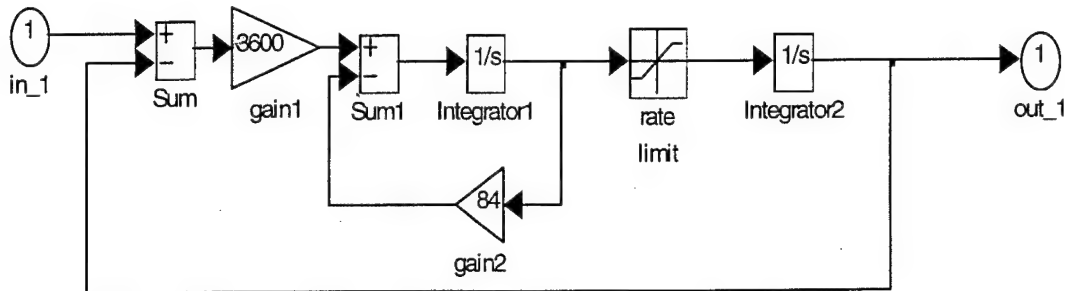 1
in_1
+
−
Sum
3600
gain1
+
−
Sum1
1/s
Integrator1
rate
limit
1/s
Integrator2
1
out_1
84
gain2